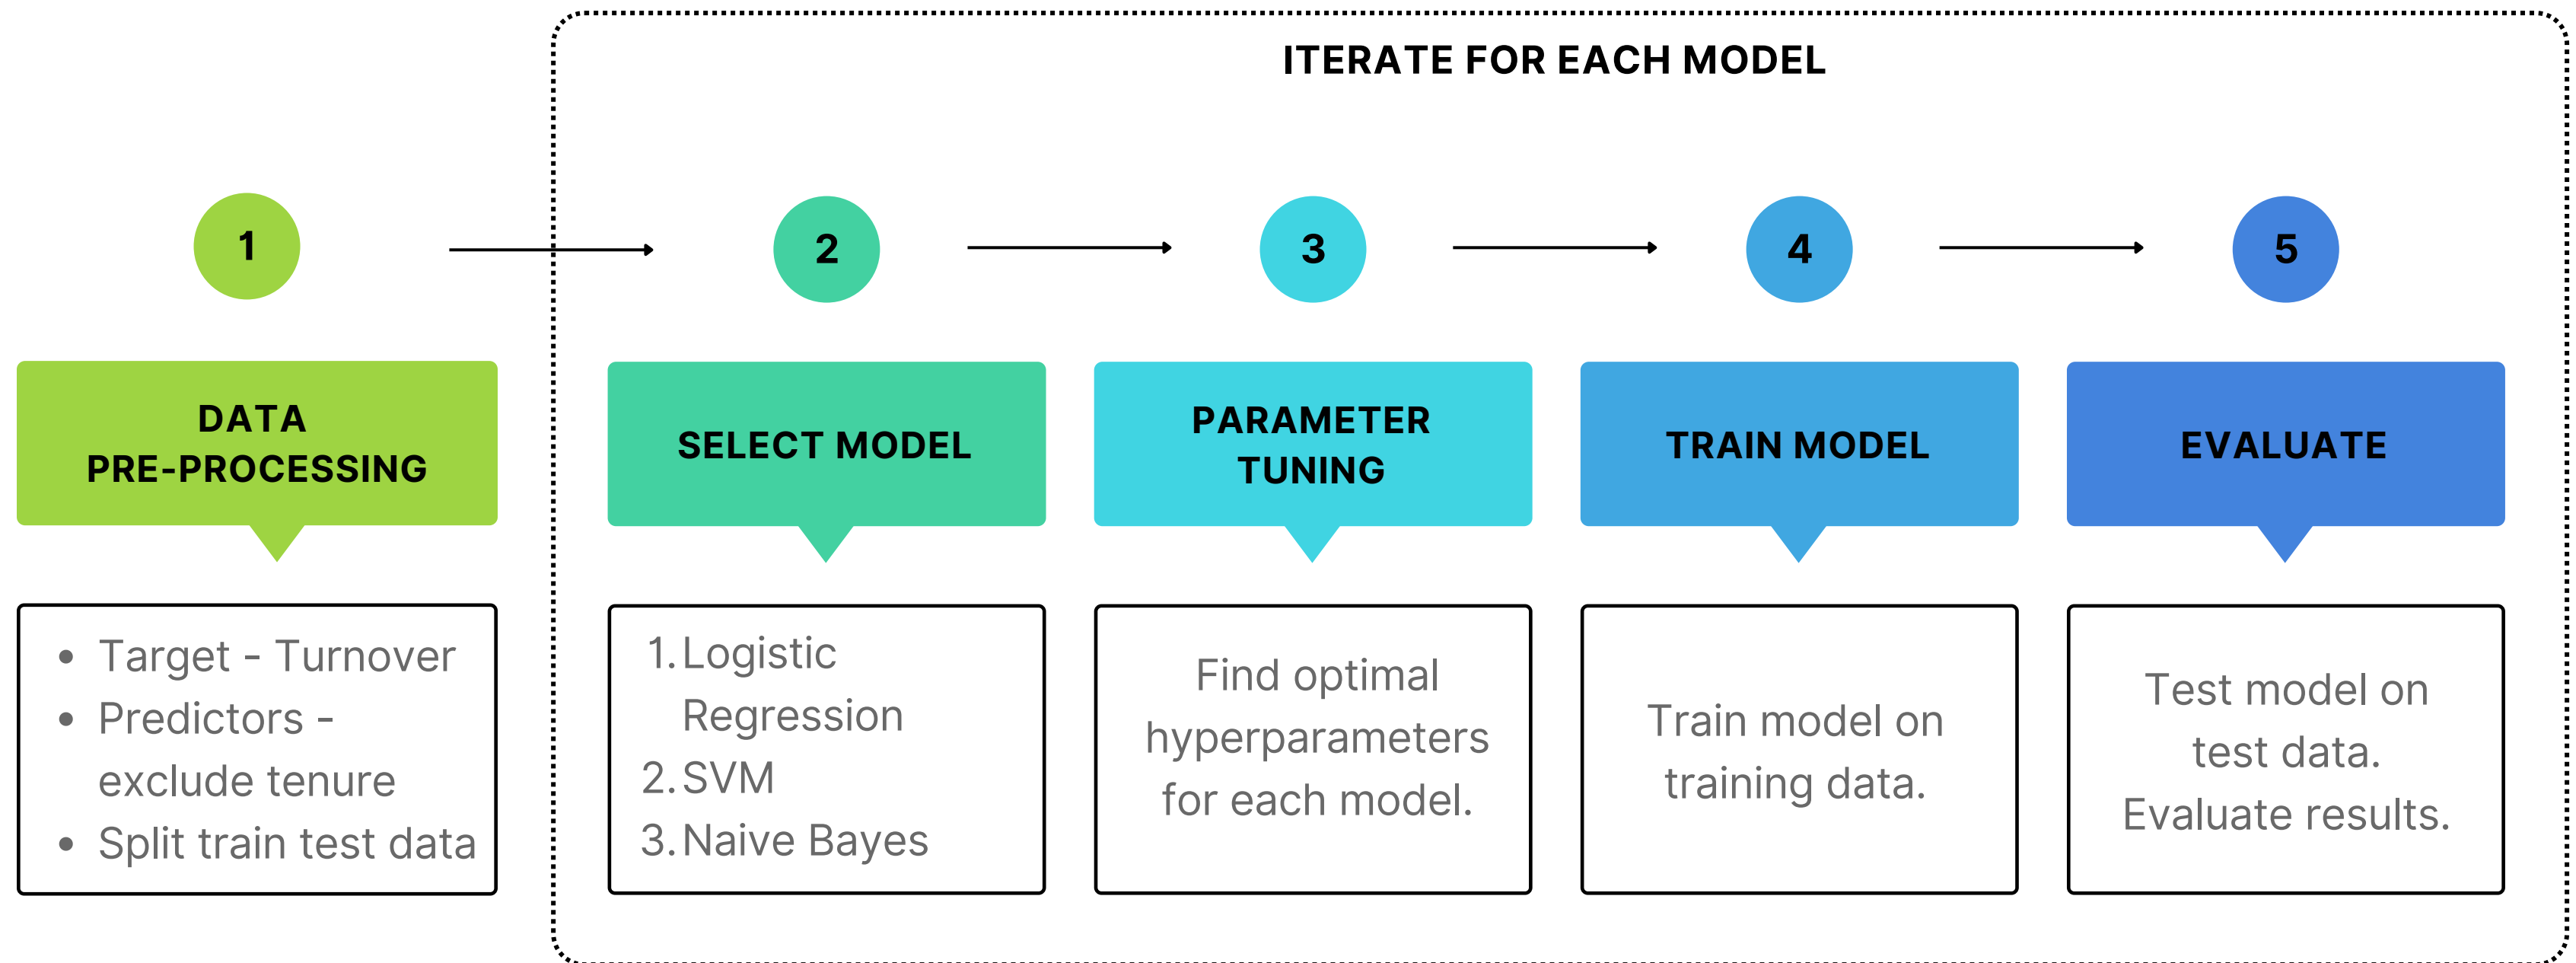 ITERATE FOR EACH MODEL
1
2
3
4
5
DATA
PRE-PROCESSING
SELECT MODEL
PARAMETER
TUNING
TRAIN MODEL
EVALUATE
• Target - Turnover
• Predictors -
exclude tenure
• Split train test data
1. Logistic
Regression
2. SVM
3. Naive Bayes
Find optimal
hyperparameters
for each model.
Train model on
training data.
Test model on
test data.
Evaluate results.